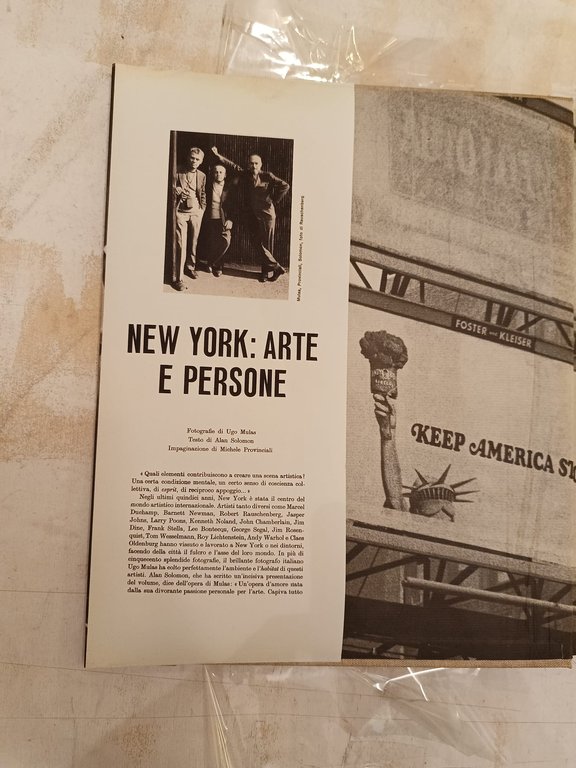 Mulas, Provinciali, Solomon, foto di Rauschenberg
NEW YORK: ARTE
E PERSONE
Fotografie di Ugo Mulas
Testo di Alan Solomon
Impaginazione di Michele Provinciali
« Quali elementi contribuiscono a creare una scena artistica?
Una certa condizione mentale, un certo senso di coscienza col-
lettiva, di esprit, di reciproco appoggio... »
Negli ultimi quindici anni, New York è stata il centro del
mondo artistico internazionale. Artisti tanto diversi come Marcel
Duchamp, Barnett Newman, Robert Rauschenberg, Jasper
Johns, Larry Poons, Kenneth Noland, John Chamberlain, Jim
Dine, Frank Stella, Lee Bontecqu, George Segal, Jim Rosen-
quist, Tom Wesselmann, Roy Lichtenstein, Andy Warhol e Claes
Oldenburg hanno vissuto e lavorato a New York o nei dintorni,
facendo della città il fulcro e l'asse del loro mondo. In più di
cinquecento splendide fotografie, il brillante fotografo italiano
Ugo Mulas ha colto perfettamente l'ambiente e l'habitat di questi
artisti. Alan Solomon, che ha scritto un'incisiva presentazione
del volume, dice dell'opera di Mulas: « Un'opera d'amore nata
dalla sua divorante passione personale per l'arte. Capiva tutto
FOSTER AND KLEISER
KEEP AMERICA ST